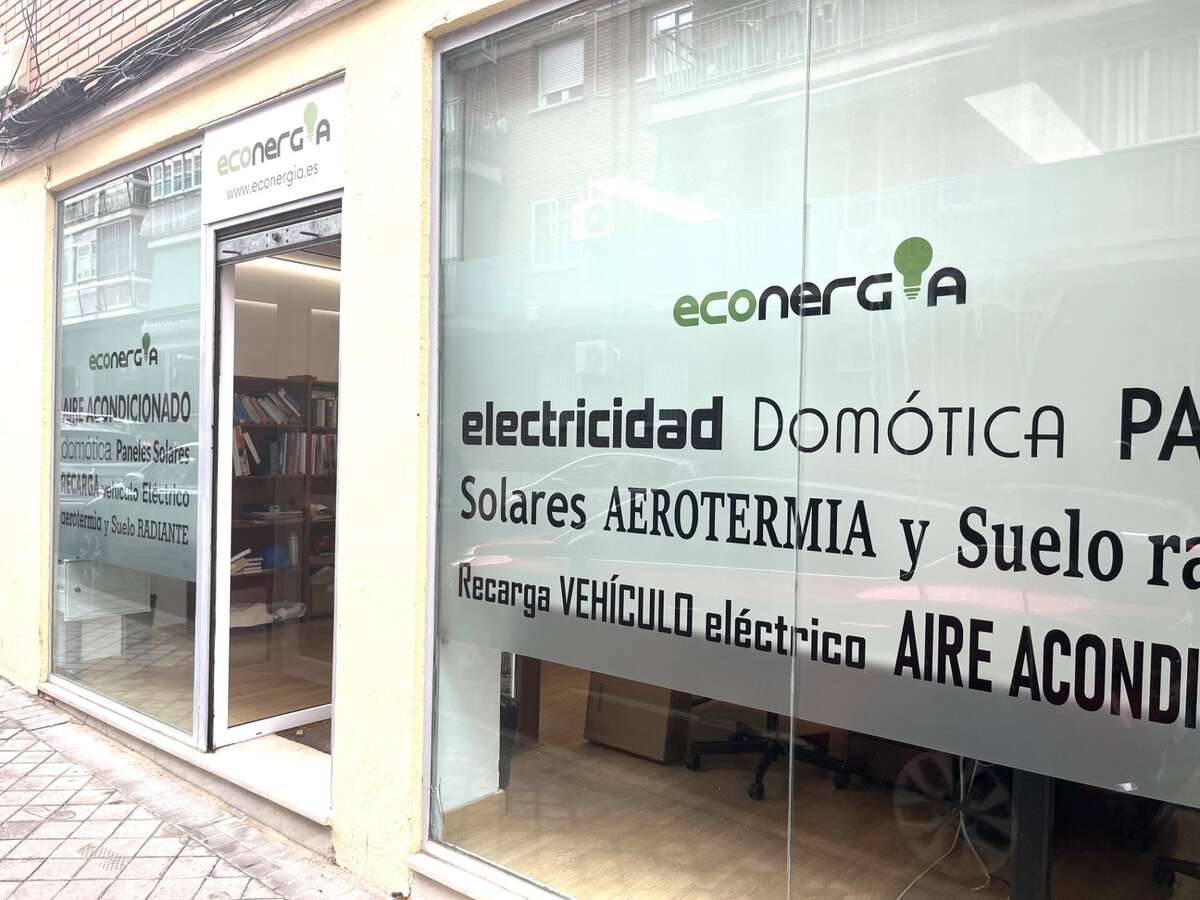 econergia
www.econergia.es
econergia
AIRE ACONDICIONADO
domótica Paneles Solares
RECARGA vehículo Eléctrico
aerotermia y Suelo RADIANTE
econergia
electricidad DOMÓTICA PA
Solares AEROTERMIA y Suelo ra
Recarga VEHÍCULO eléctrico AIRE ACONDI